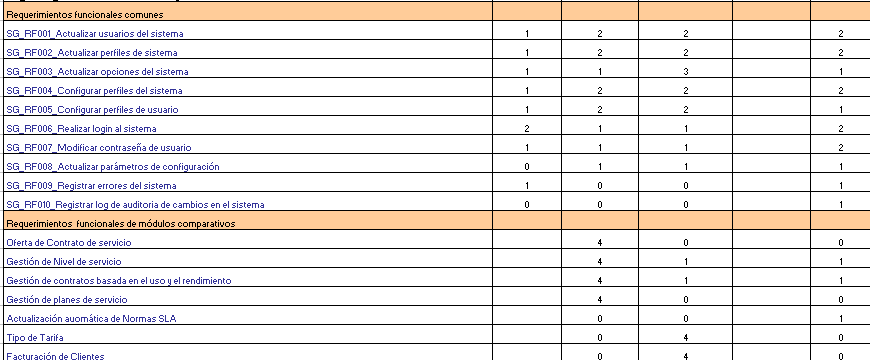 Requerimientos funcionales comunes
SG_RF001_Actualizar usuarios del sistema 1 2 2 2
SG_RF002_Actualizar perfiles de sistema 1 2 2 2
SG_RF003_Actualizar opciones del sistema 1 1 3 1
SG_RF004_Configurar perfiles del sistema 1 2 2 2
SG_RF005_Configurar perfiles de usuario 1 2 2 1
SG_RF006_Realizar login al sistema 2 1 1 2
SG_RF007_Modificar contraseña de usuario 1 1 1 2
SG_RF008_Actualizar parámetros de configuración 0 1 1 1
SG_RF009_Registrar errores del sistema 1 0 0 1
SG_RF010_Registrar log de auditoria de cambios en el sistema 0 0 0 1
Requerimientos funcionales de módulos comparativos
Oferta de Contrato de servicio 4 0 0
Gestión de Nivel de servicio 4 1 1
Gestión de contratos basada en el uso y el rendimiento 4 1 1
Gestión de planes de servicio 4 0 0
Actualización auomática de Normas SLA 0 0 1
Tipo de Tarifa 0 4 0
Facturación de Clientes 0 4 0